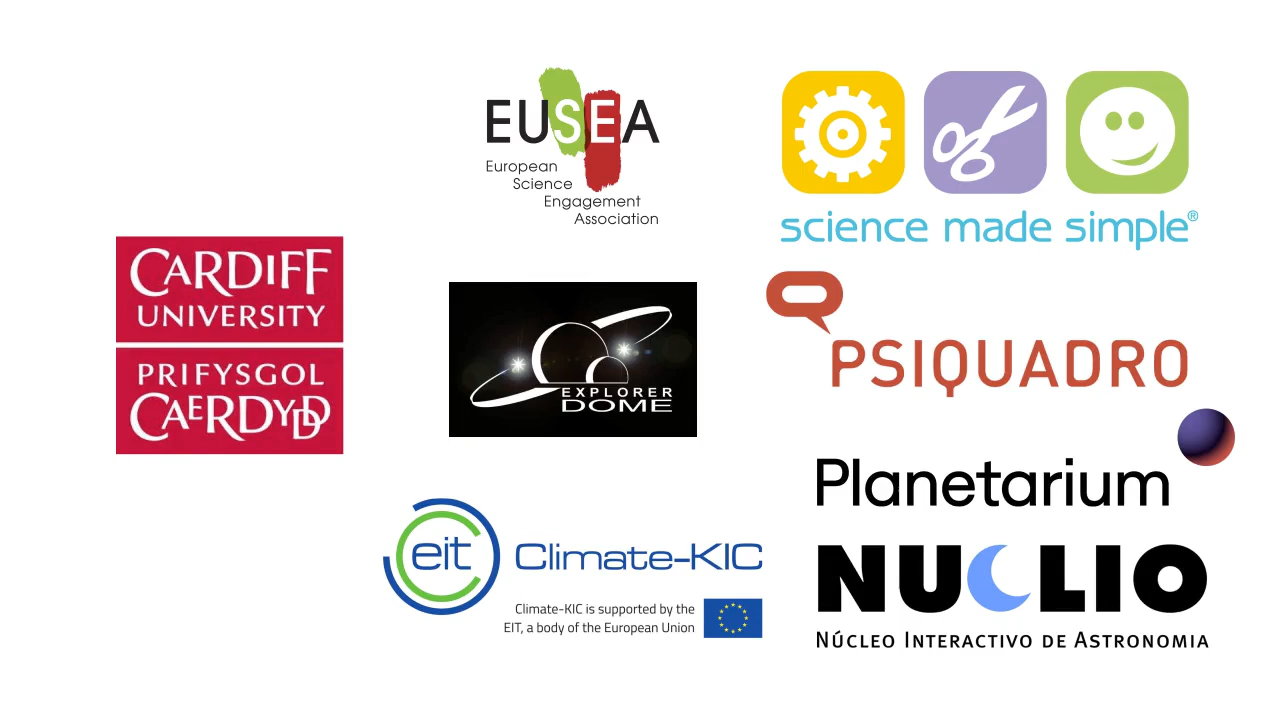 CARDIFF
UNIVERSITY
PRIFYSGOL
CAERDYDD
EUSEA
European
Science
Engagement
Association
EXPLORER
DOME
eit Climate-KIC
Climate-KIC is supported by the
EIT, a body of the European Union
science made simple®
PSIQUADRO
Planetarium
NUCLIO
NÚCLEO INTERACTIVO DE ASTRONOMIA